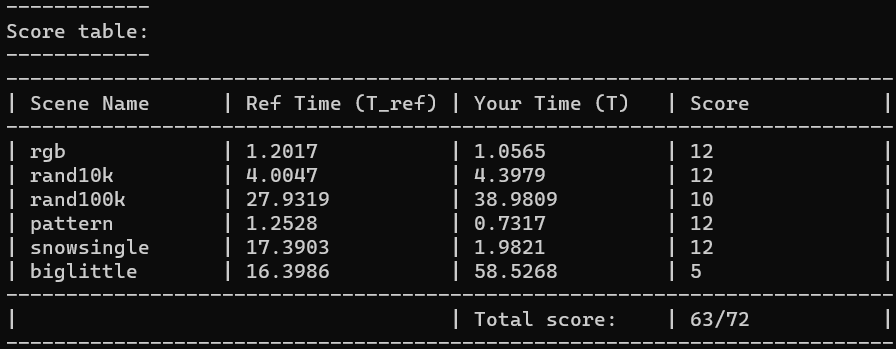 ------------
Score table:
------------
--------------------------------------------------------------------------
| Scene Name      | Ref Time (T_ref) | Your Time (T)   | Score           |
--------------------------------------------------------------------------
| rgb             | 1.2017           | 1.0565          | 12              |
| rand10k         | 4.0047           | 4.3979          | 12              |
| rand100k        | 27.9319          | 38.9809         | 10              |
| pattern         | 1.2528           | 0.7317          | 12              |
| snowsingle      | 17.3903          | 1.9821          | 12              |
| biglittle       | 16.3986          | 58.5268         | 5               |
--------------------------------------------------------------------------
|                                    | Total score:    | 63/72           |
--------------------------------------------------------------------------